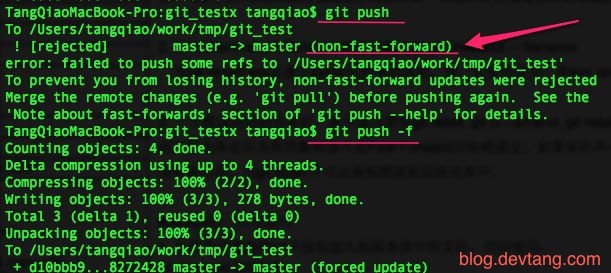 TangQiaoMacBook-Pro:git_testx tangqiao$ git push
To /Users/tangqiao/work/tmp/git_test
! [rejected] master -> master (non-fast-forward)
error: failed to push some refs to '/Users/tangqiao/work/tmp/git_test'
To prevent you from losing history, non-fast-forward updates were rejected
Merge the remote changes (e.g. 'git pull') before pushing again. See the
'Note about fast-forwards' section of 'git push --help' for details.
TangQiaoMacBook-Pro:git_testx tangqiao$ git push -f
Counting objects: 4, done.
Delta compression using up to 4 threads.
Compressing objects: 100% (2/2), done.
Writing objects: 100% (3/3), 278 bytes, done.
Total 3 (delta 1), reused 0 (delta 0)
Unpacking objects: 100% (3/3), done.
To /Users/tangqiao/work/tmp/git_test
+ d10bbb9...8272428 master -> master (forced update)
blog.devtang.com